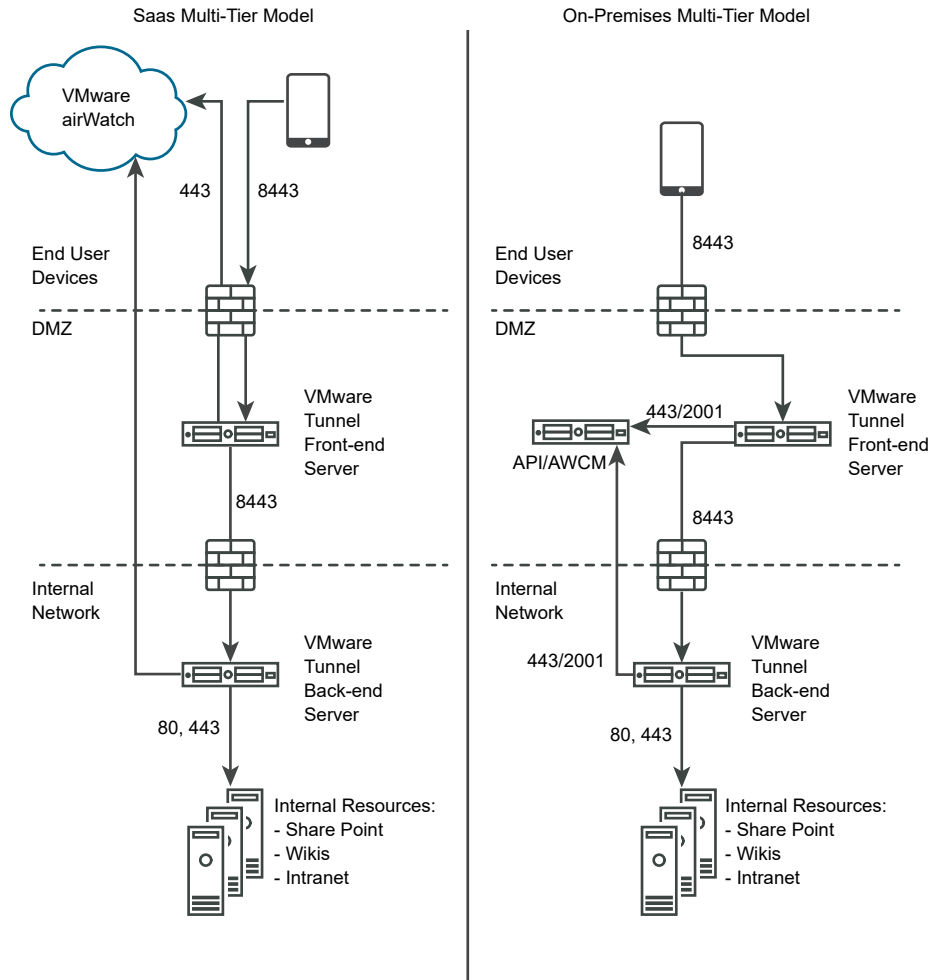 Saas Multi-Tier Model
VMware
airWatch
443
8443
End User
Devices
DMZ
VMware
Tunnel
Front-end
Server
8443
Internal
Network
VMware
Tunnel
Back-end
Server
80, 443
Internal Resources:
- Share Point
- Wikis
- Intranet
On-Premises Multi-Tier Model
8443
End User
Devices
DMZ
443/2001
VMware
Tunnel
Front-end
Server
API/AWCM
8443
Internal
Network
443/2001
VMware
Tunnel
Back-end
Server
80, 443
Internal Resources:
- Share Point
- Wikis
- Intranet